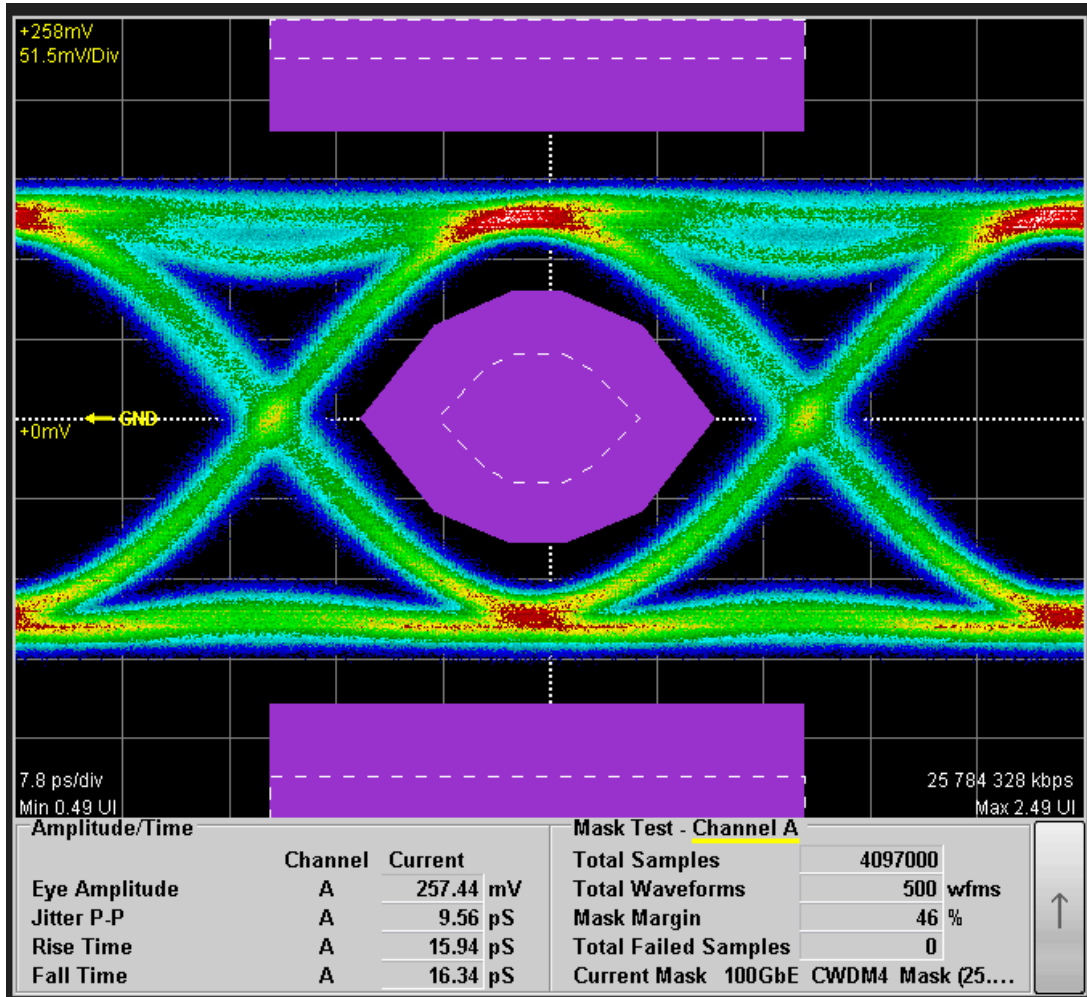 +258mV
51.5mV/Div
GND
+0mV
7.8 ps/div
25 784 328 kbps
Min 0.49 UI
Max 2.49 UI
Amplitude/Time
Channel Current
Eye Amplitude A 257.44 mV
Jitter P-P A 9.56 pS
Rise Time A 15.94 pS
Fall Time A 16.34 pS
Mask Test - Channel A
Total Samples 4097000
Total Waveforms 500 wfms
Mask Margin 46 %
Total Failed Samples 0
Current Mask 100GbE CWDM4 Mask (25....